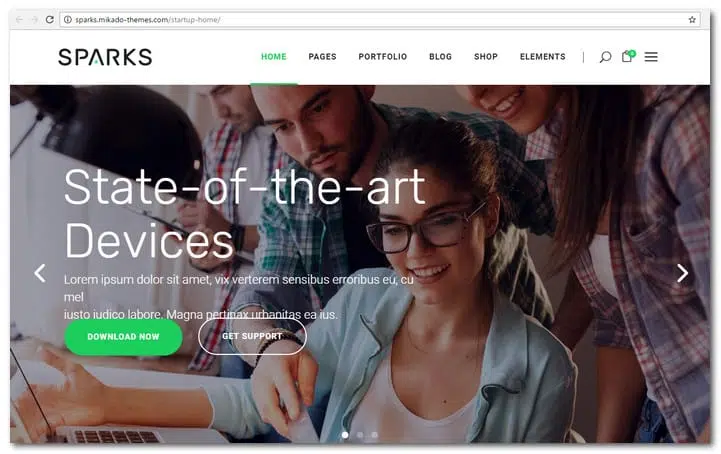 sparks.mikado-themes.com/startup-home/
SPARKS
HOME PAGES PORTFOLIO BLOG SHOP ELEMENTS
0
State-of-the-art
Devices
Lorem ipsum dolor sit amet, vix verterem sensibus erroribus eu, cu
mel
iusto iudico labore. Magna pertinax urbanitas ea ius.
DOWNLOAD NOW GET SUPPORT